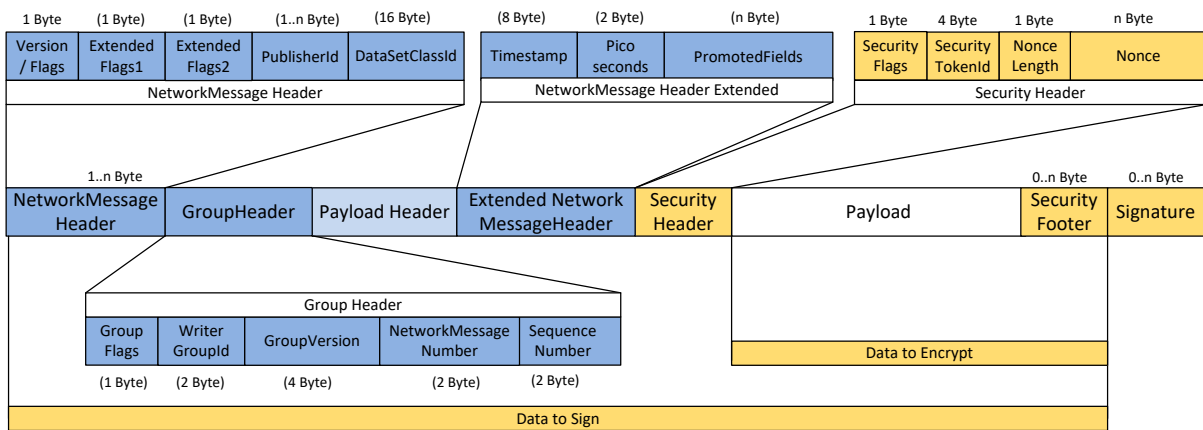 1 Byte (1 Byte) (1 Byte) (1..n Byte) (16 Byte) (8 Byte) (2 Byte) (n Byte) 1 Byte 4 Byte 1 Byte n Byte
Version / Flags
Extended Flags1
Extended Flags2
PublisherId
DataSetClassId
Timestamp
Pico seconds
PromotedFields
Security Flags
Security TokenId
Nonce Length
Nonce
NetworkMessage Header
NetworkMessage Header Extended
Security Header
1..n Byte
0..n Byte
0..n Byte
NetworkMessage
Header
GroupHeader
Payload Header
Extended Network
MessageHeader
Security
Header
Payload
Security
Footer
Signature
Group Header
Group
Flags
Writer
GroupId
GroupVersion
NetworkMessage
Number
Sequence
Number
(1 Byte) (2 Byte) (4 Byte) (2 Byte) (2 Byte)
Data to Encrypt
Data to Sign